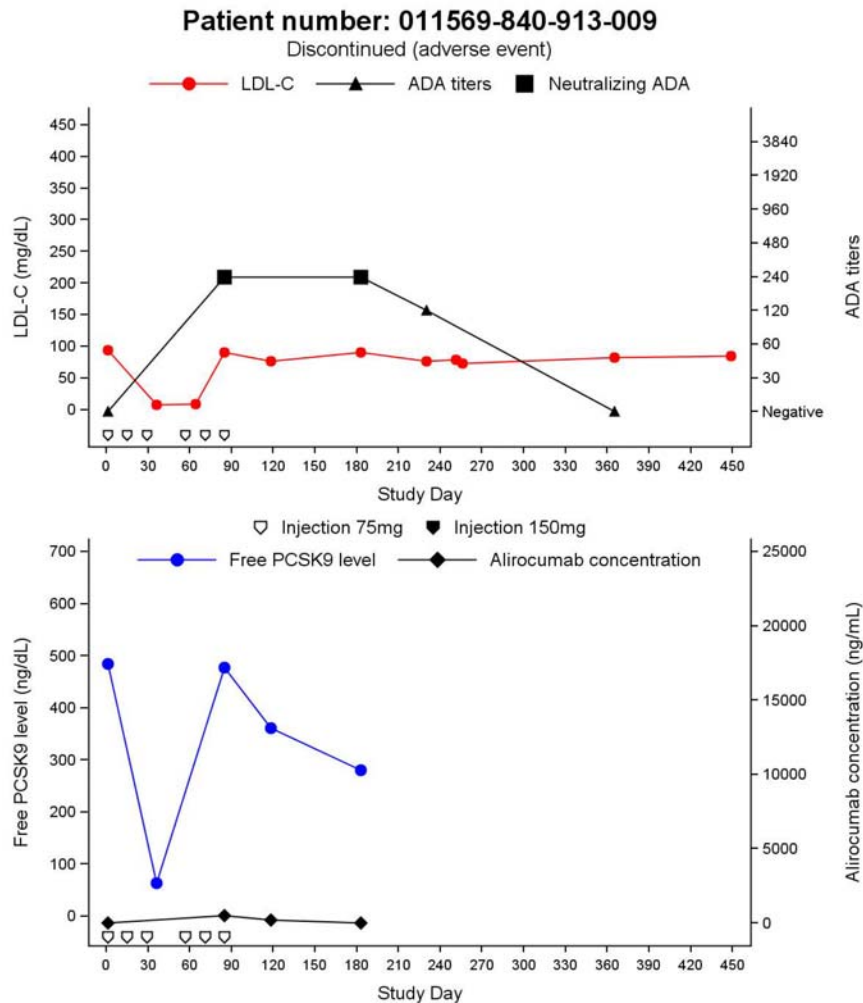 Patient number: 011569-840-913-009
Discontinued (adverse event)
LDL-C ADA titers Neutralizing ADA
450
400
350
300
250
200
150
100
50
0
LDL-C (mg/dL)
3840
1920
960
480
240
120
60
30
Negative
ADA titers
0 30 60 90 120 150 180 210 240 270 300 330 360 390 420 450
Study Day
Injection 75mg Injection 150mg
Free PCSK9 level Alirocumab concentration
700
600
500
400
300
200
100
0
Free PCSK9 level (ng/dL)
25000
20000
15000
10000
5000
0
Alirocumab concentration (ng/mL)
0 30 60 90 120 150 180 210 240 270 300 330 360 390 420 450
Study Day